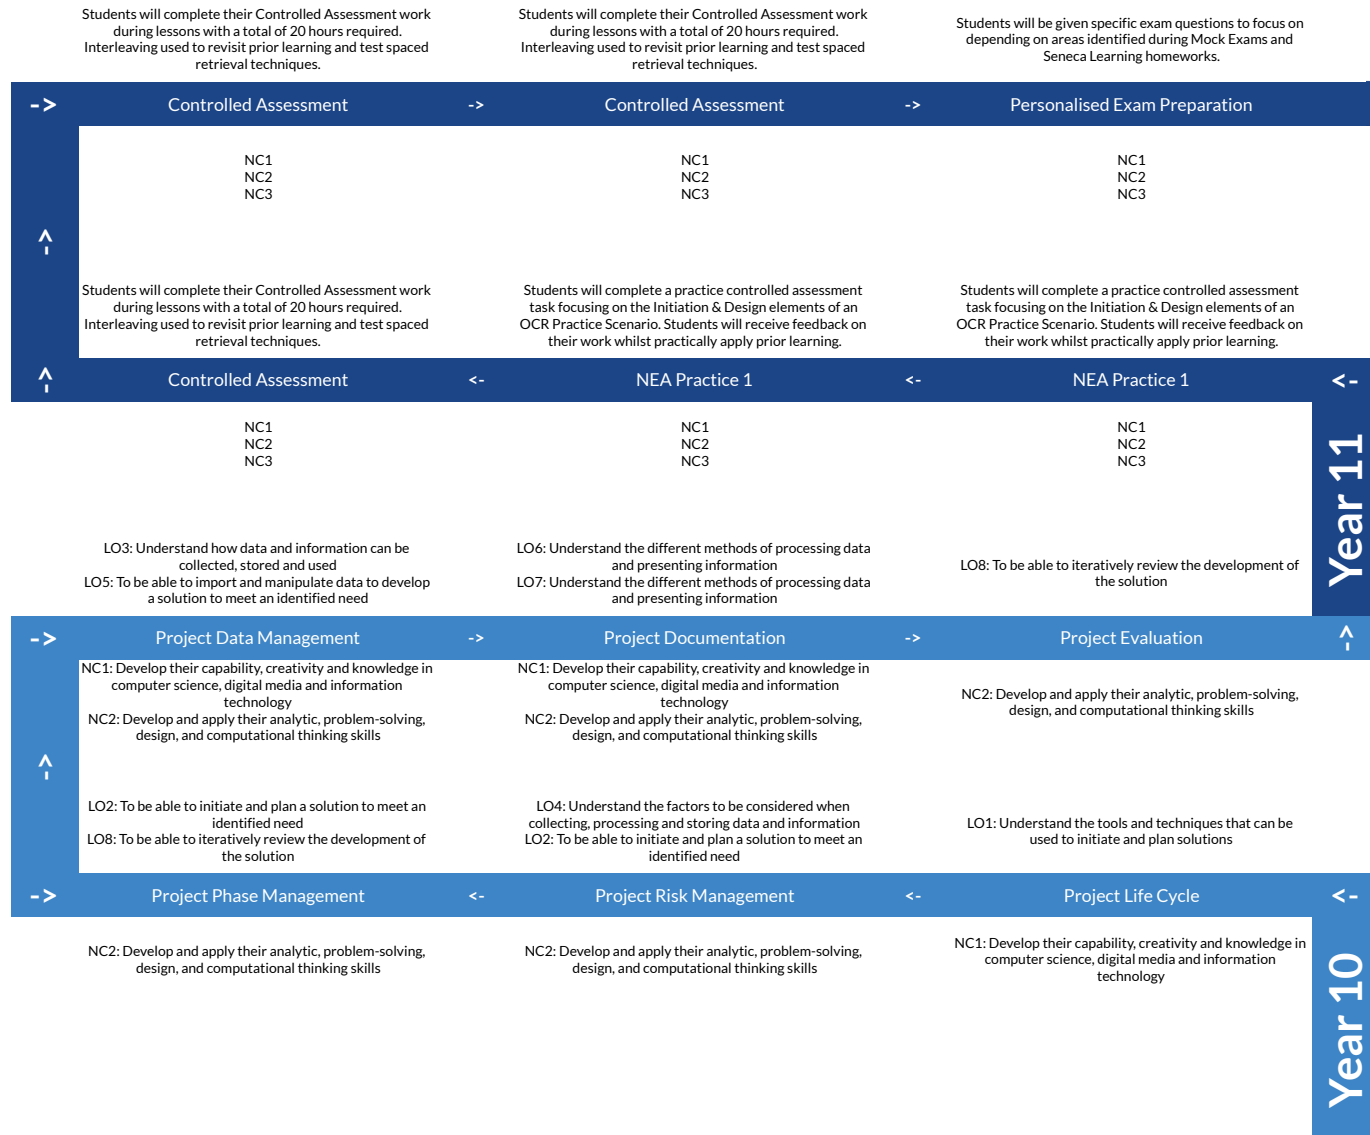 Students will complete their Controlled Assessment work
during lessons with a total of 20 hours required.
Interleaving used to revisit prior learning and test spaced
retrieval techniques.
Students will complete their Controlled Assessment work
during lessons with a total of 20 hours required.
Interleaving used to revisit prior learning and test spaced
retrieval techniques.
Students will be given specific exam questions to focus on
depending on areas identified during Mock Exams and
Seneca Learning homeworks.
-> Controlled Assessment -> Controlled Assessment -> Personalised Exam Preparation
NC1
NC2
NC3
NC1
NC2
NC3
NC1
NC2
NC3
->
Students will complete their Controlled Assessment work
during lessons with a total of 20 hours required.
Interleaving used to revisit prior learning and test spaced
retrieval techniques.
Students will complete a practice controlled assessment
task focusing on the Initiation & Design elements of an
OCR Practice Scenario. Students will receive feedback on
their work whilst practically apply prior learning.
Students will complete a practice controlled assessment
task focusing on the Initiation & Design elements of an
OCR Practice Scenario. Students will receive feedback on
their work whilst practically apply prior learning.
-> Controlled Assessment <- NEA Practice 1 <- NEA Practice 1 <-
NC1
NC2
NC3
NC1
NC2
NC3
NC1
NC2
NC3
Year 11
LO3: Understand how data and information can be
collected, stored and used
LO5: To be able to import and manipulate data to develop
a solution to meet an identified need
LO6: Understand the different methods of processing data
and presenting information
LO7: Understand the different methods of processing data
and presenting information
LO8: To be able to iteratively review the development of
the solution
-> Project Data Management -> Project Documentation -> Project Evaluation ->
NC1: Develop their capability, creativity and knowledge in
computer science, digital media and information
technology
NC2: Develop and apply their analytic, problem-solving,
design, and computational thinking skills
NC1: Develop their capability, creativity and knowledge in
computer science, digital media and information
technology
NC2: Develop and apply their analytic, problem-solving,
design, and computational thinking skills
NC2: Develop and apply their analytic, problem-solving,
design, and computational thinking skills
->
LO2: To be able to initiate and plan a solution to meet an
identified need
LO8: To be able to iteratively review the development of
the solution
LO4: Understand the factors to be considered when
collecting, processing and storing data and information
LO2: To be able to initiate and plan a solution to meet an
identified need
LO1: Understand the tools and techniques that can be
used to initiate and plan solutions
-> Project Phase Management <- Project Risk Management <- Project Life Cycle <-
NC2: Develop and apply their analytic, problem-solving,
design, and computational thinking skills
NC2: Develop and apply their analytic, problem-solving,
design, and computational thinking skills
NC1: Develop their capability, creativity and knowledge in
computer science, digital media and information
technology
Year 10